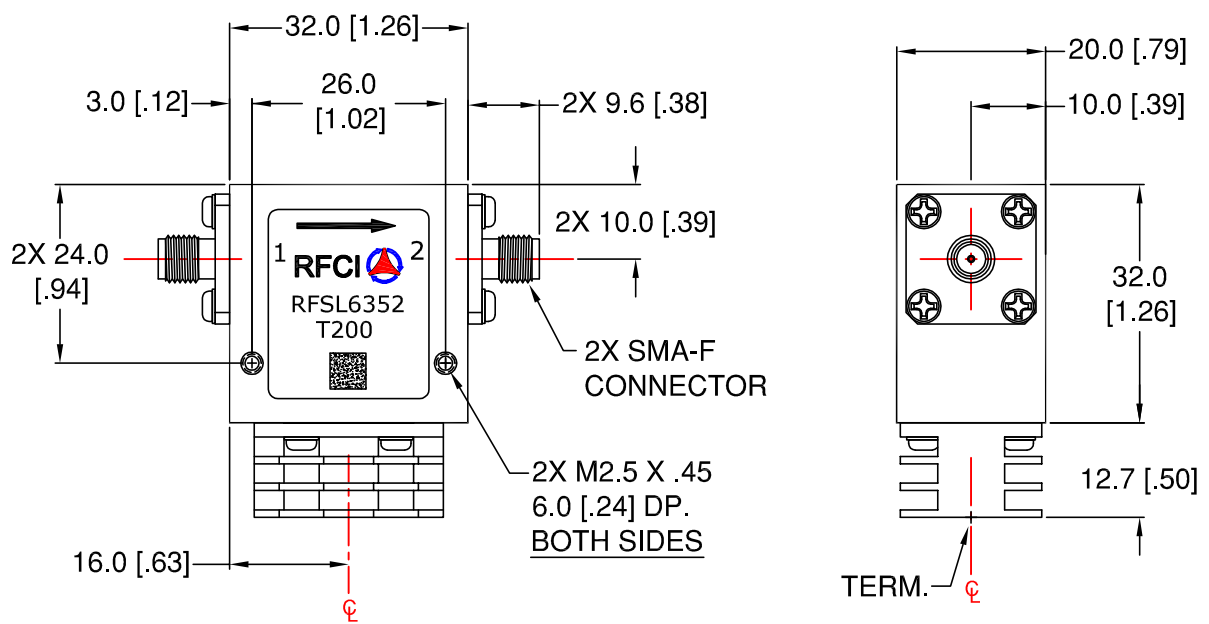 32.0 [1.26]
3.0 [.12]
26.0
[1.02]
2X 9.6 [.38]
2X 10.0 [.39]
2X 24.0
[.94]
1
2
RFCI
RFSL6352
T200
2X SMA-F
CONNECTOR
2X M2.5 X .45
6.0 [.24] DP.
BOTH SIDES
16.0 [.63]
℄
20.0 [.79]
10.0 [.39]
32.0
[1.26]
12.7 [.50]
TERM.
℄